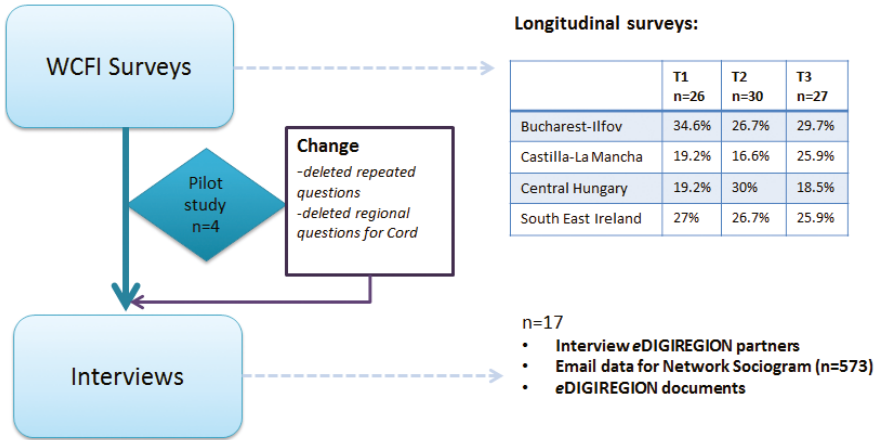 WCFI Surveys
Longitudinal surveys:
T1 T2 T3
n=26 n=30 n=27
Bucharest-Ilfov 34.6% 26.7% 29.7%
Castilla-La Mancha 19.2% 16.6% 25.9%
Central Hungary 19.2% 30% 18.5%
South East Ireland 27% 26.7% 25.9%
Pilot
study
n=4
Change
-deleted repeated
questions
-deleted regional
questions for Cord
Interviews
n=17
• Interview eDIGIREGION partners
• Email data for Network Sociogram (n=573)
• eDIGIREGION documents